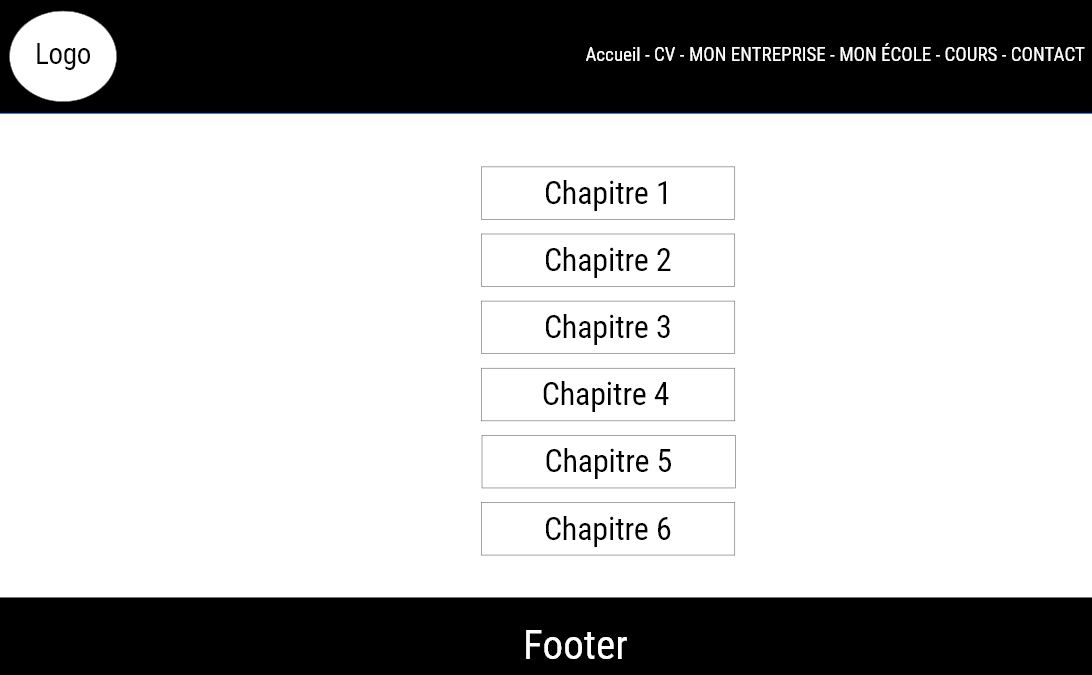 Logo
Accueil - CV - MON ENTREPRISE - MON ÉCOLE - COURS - CONTACT
Chapitre 1
Chapitre 2
Chapitre 3
Chapitre 4
Chapitre 5
Chapitre 6
Footer